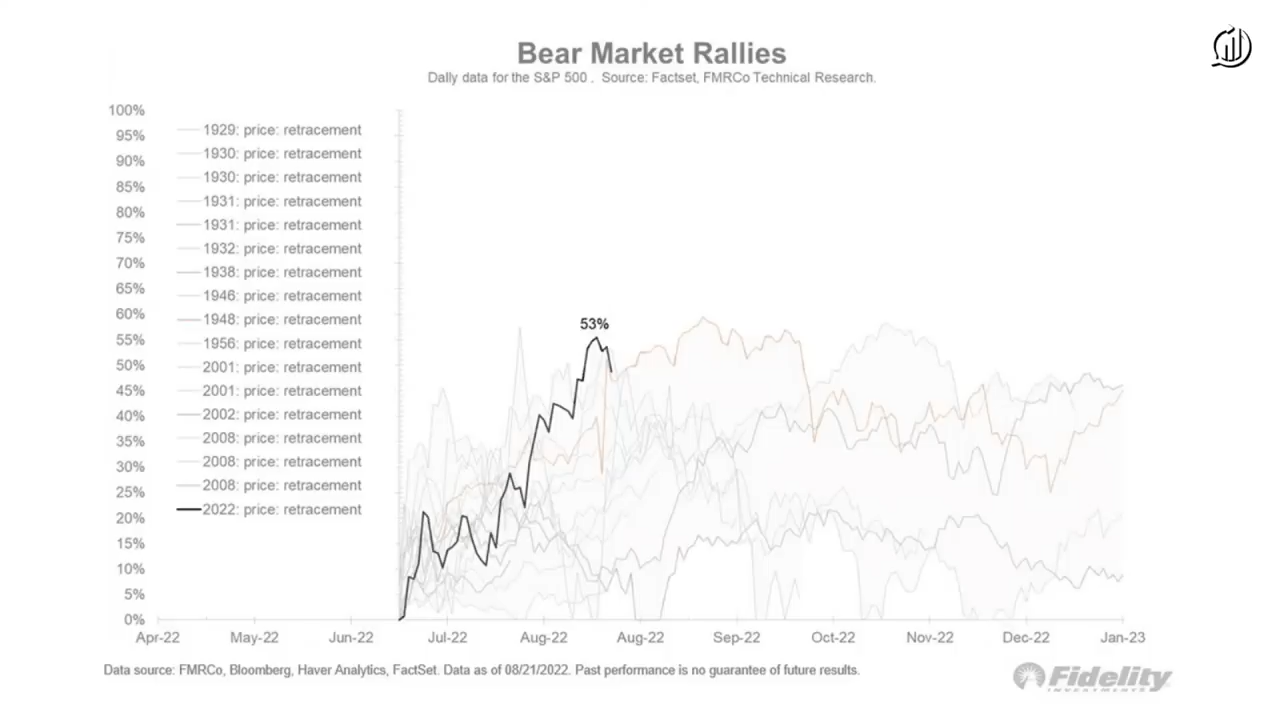 Bear Market Rallies
Daily data for the S&P 500 . Source: Factset, FMRCo Technical Research.
100%
95%
90%
85%
80%
75%
70%
65%
60%
55%
50%
45%
40%
35%
30%
25%
20%
15%
10%
5%
0%
1929: price: retracement
1930: price: retracement
1930: price: retracement
1931: price: retracement
1931: price: retracement
1932: price: retracement
1938: price: retracement
1946: price: retracement
1948: price: retracement
1956: price: retracement
2001: price: retracement
2001: price: retracement
2002: price: retracement
2008: price: retracement
2008: price: retracement
2008: price: retracement
2022: price: retracement
53%
Apr-22 May-22 Jun-22 Jul-22 Aug-22 Aug-22 Sep-22 Oct-22 Nov-22 Dec-22 Jan-23
Data source: FMRCo, Bloomberg, Haver Analytics, FactSet. Data as of 08/21/2022. Past performance is no guarantee of future results.
Fidelity
INVESTMENTS